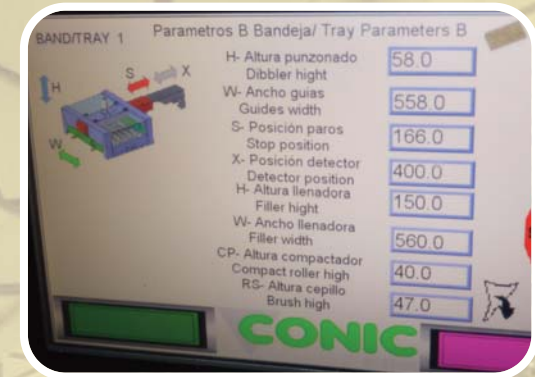 BAND/TRAY 1
Parametros B Bandeja/ Tray Parameters B
H- Altura punzonado
Dibbler hight
58.0
W- Ancho guias
Guides width
558.0
S- Posición paros
Stop position
166.0
X- Posición detector
Detector position
400.0
H- Altura llenadora
Filler hight
150.0
W- Ancho llenadora
Filler width
560.0
CP- Altura compactador
Compact roller high
40.0
RS- Altura cepillo
Brush high
47.0
H
S
X
W
CONIC